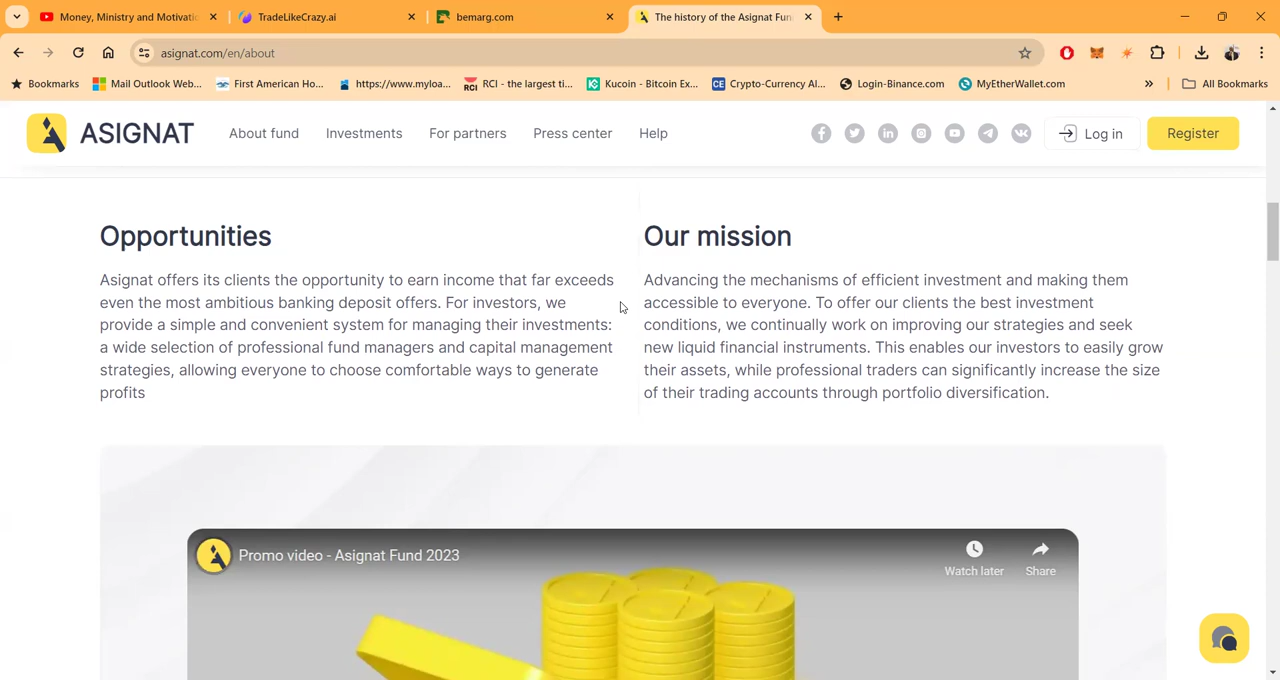 Money, Ministry and Motivatio
TradeLikeCrazy.ai
bemarg.com
The history of the Asignat Fun
asignat.com/en/about
Bookmarks
Mail Outlook Web...
First American Ho...
https://www.myloa...
RCI - the largest ti...
Kucoin - Bitcoin Ex...
Crypto-Currency Al...
Login-Binance.com
MyEtherWallet.com
All Bookmarks
ASIGNAT
About fund
Investments
For partners
Press center
Help
Log in
Register
Opportunities
Asignat offers its clients the opportunity to earn income that far exceeds
even the most ambitious banking deposit offers. For investors, we
provide a simple and convenient system for managing their investments:
a wide selection of professional fund managers and capital management
strategies, allowing everyone to choose comfortable ways to generate
profits
Our mission
Advancing the mechanisms of efficient investment and making them
accessible to everyone. To offer our clients the best investment
conditions, we continually work on improving our strategies and seek
new liquid financial instruments. This enables our investors to easily grow
their assets, while professional traders can significantly increase the size
of their trading accounts through portfolio diversification.
Promo video - Asignat Fund 2023
Watch later
Share